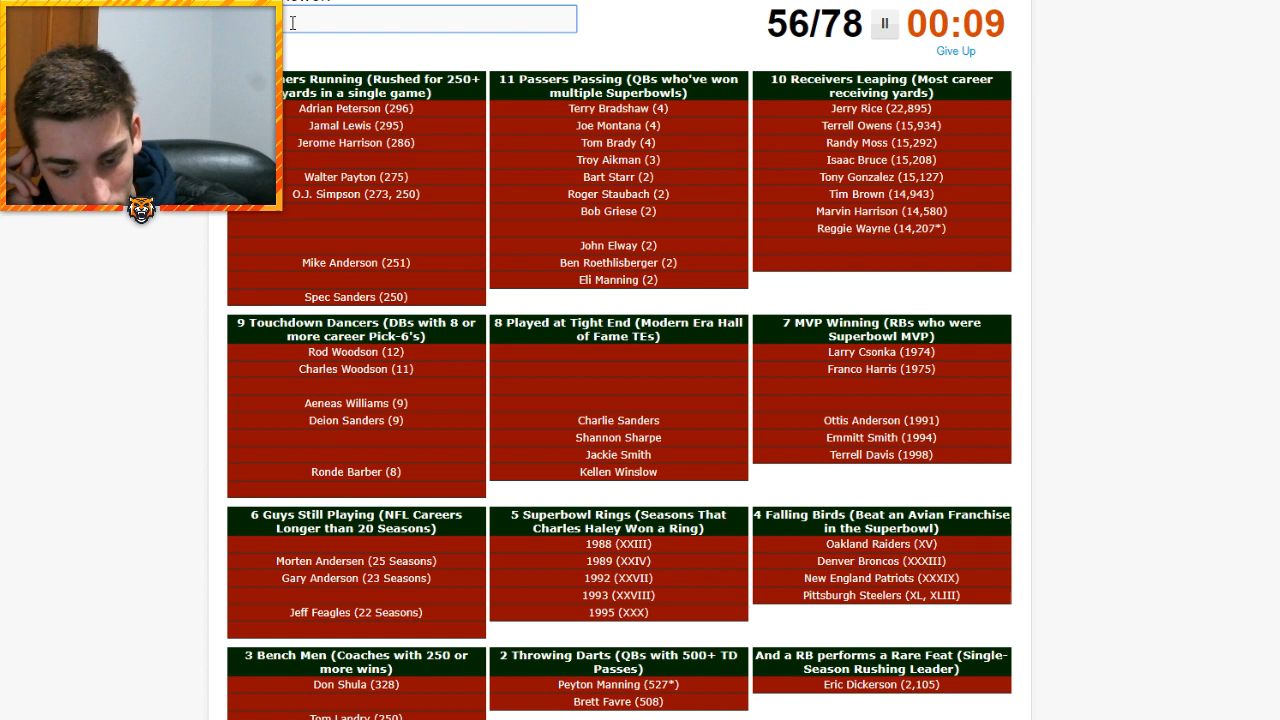 56/78
00:09
Give Up
ners Running (Rushed for 250+
yards in a single game)
Adrian Peterson (296)
Jamal Lewis (295)
Jerome Harrison (286)
Walter Payton (275)
O.J. Simpson (273, 250)
Mike Anderson (251)
Spec Sanders (250)
11 Passers Passing (QBs who've won
multiple Superbowls)
Terry Bradshaw (4)
Joe Montana (4)
Tom Brady (4)
Troy Aikman (3)
Bart Starr (2)
Roger Staubach (2)
Bob Griese (2)
John Elway (2)
Ben Roethlisberger (2)
Eli Manning (2)
10 Receivers Leaping (Most career
receiving yards)
Jerry Rice (22,895)
Terrell Owens (15,934)
Randy Moss (15,292)
Isaac Bruce (15,208)
Tony Gonzalez (15,127)
Tim Brown (14,943)
Marvin Harrison (14,580)
Reggie Wayne (14,207*)
9 Touchdown Dancers (DBs with 8 or
more career Pick-6's)
Rod Woodson (12)
Charles Woodson (11)
Aeneas Williams (9)
Deion Sanders (9)
Ronde Barber (8)
8 Played at Tight End (Modern Era Hall
of Fame TEs)
Charlie Sanders
Shannon Sharpe
Jackie Smith
Kellen Winslow
7 MVP Winning (RBs who were
Superbowl MVP)
Larry Csonka (1974)
Franco Harris (1975)
Ottis Anderson (1991)
Emmitt Smith (1994)
Terrell Davis (1998)
6 Guys Still Playing (NFL Careers
Longer than 20 Seasons)
Morten Andersen (25 Seasons)
Gary Anderson (23 Seasons)
Jeff Feagles (22 Seasons)
5 Superbowl Rings (Seasons That
Charles Haley Won a Ring)
1988 (XXIII)
1989 (XXIV)
1992 (XXVII)
1993 (XXVIII)
1995 (XXX)
4 Falling Birds (Beat an Avian Franchise
in the Superbowl)
Oakland Raiders (XV)
Denver Broncos (XXXIII)
New England Patriots (XXXIX)
Pittsburgh Steelers (XL, XLIII)
3 Bench Men (Coaches with 250 or
more wins)
Don Shula (328)
Tom Landry (250)
2 Throwing Darts (QBs with 500+ TD
Passes)
Peyton Manning (527*)
Brett Favre (508)
And a RB performs a Rare Feat (Single-
Season Rushing Leader)
Eric Dickerson (2,105)